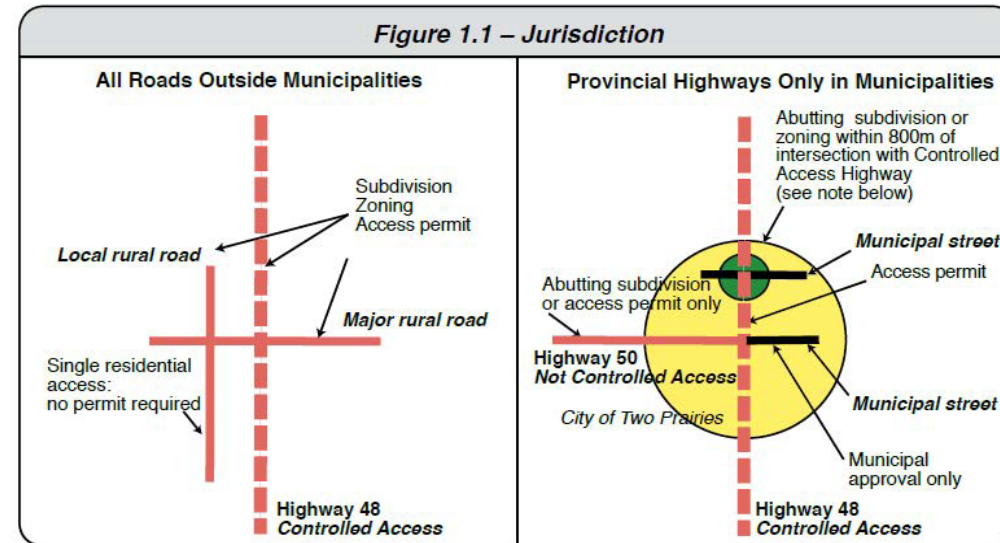 Figure 1.1 – Jurisdiction
All Roads Outside Municipalities
Subdivision
Zoning
Access permit
Local rural road
Major rural road
Single residential
access:
no permit required
Highway 48
Controlled Access
Provincial Highways Only in Municipalities
Abutting subdivision or
zoning within 800m of
intersection with Controlled
Access Highway
(see note below)
Municipal street
Access permit
Abutting subdivision
or access permit only
Highway 50
Not Controlled Access
City of Two Prairies
Municipal street
Municipal
approval only
Highway 48
Controlled Access